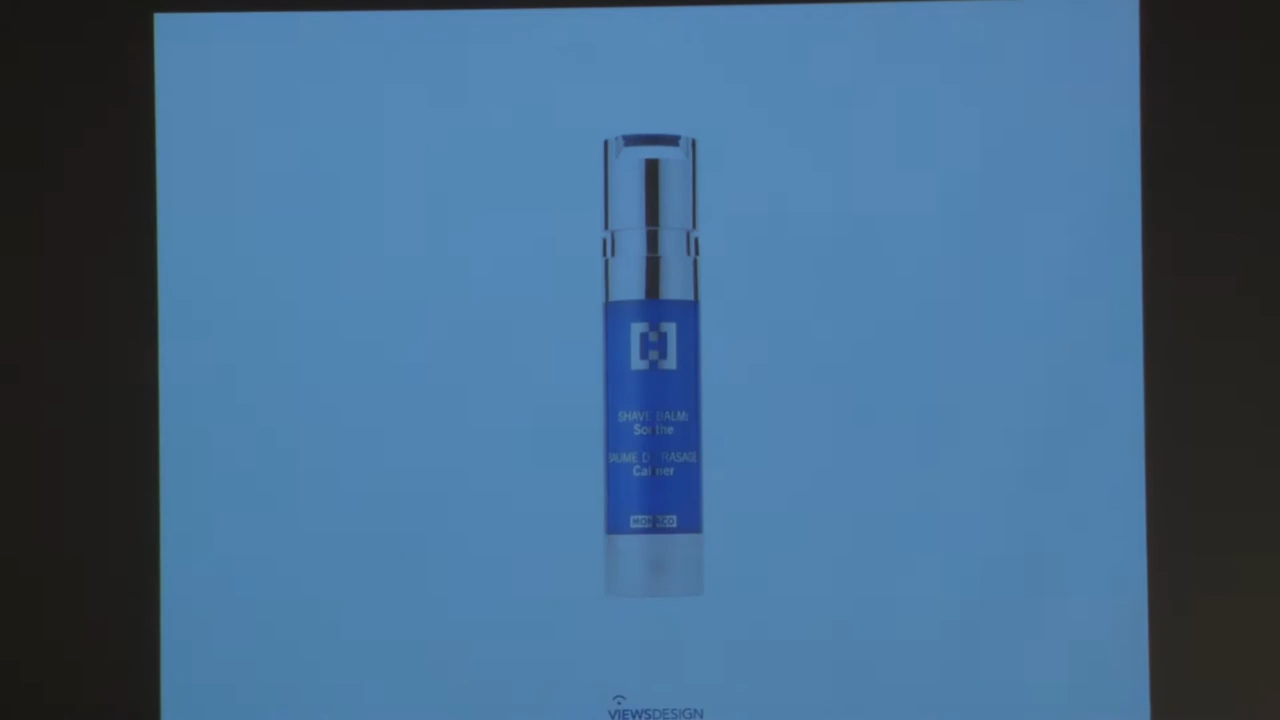 SHAVE BALM:
Soothe
BAUME DE RASAGE
Calmer
MONACO
VIEWSDESIGN